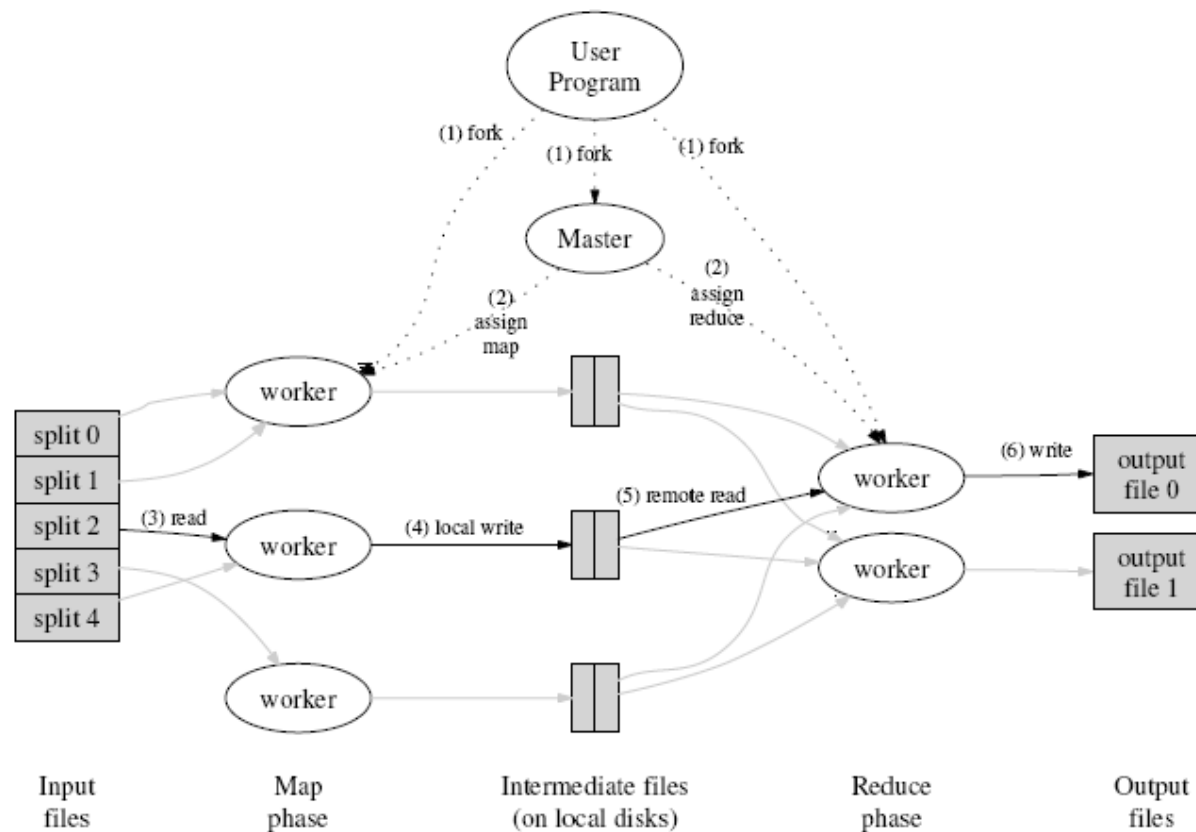 User
Program
(1) fork
(1) fork
(1) fork
Master
(2)
assign
map
(2)
assign
reduce
worker
split 0
split 1
split 2
split 3
split 4
(3) read
worker
(4) local write
(5) remote read
worker
(6) write
output
file 0
worker
output
file 1
worker
Input
files
Map
phase
Intermediate files
(on local disks)
Reduce
phase
Output
files